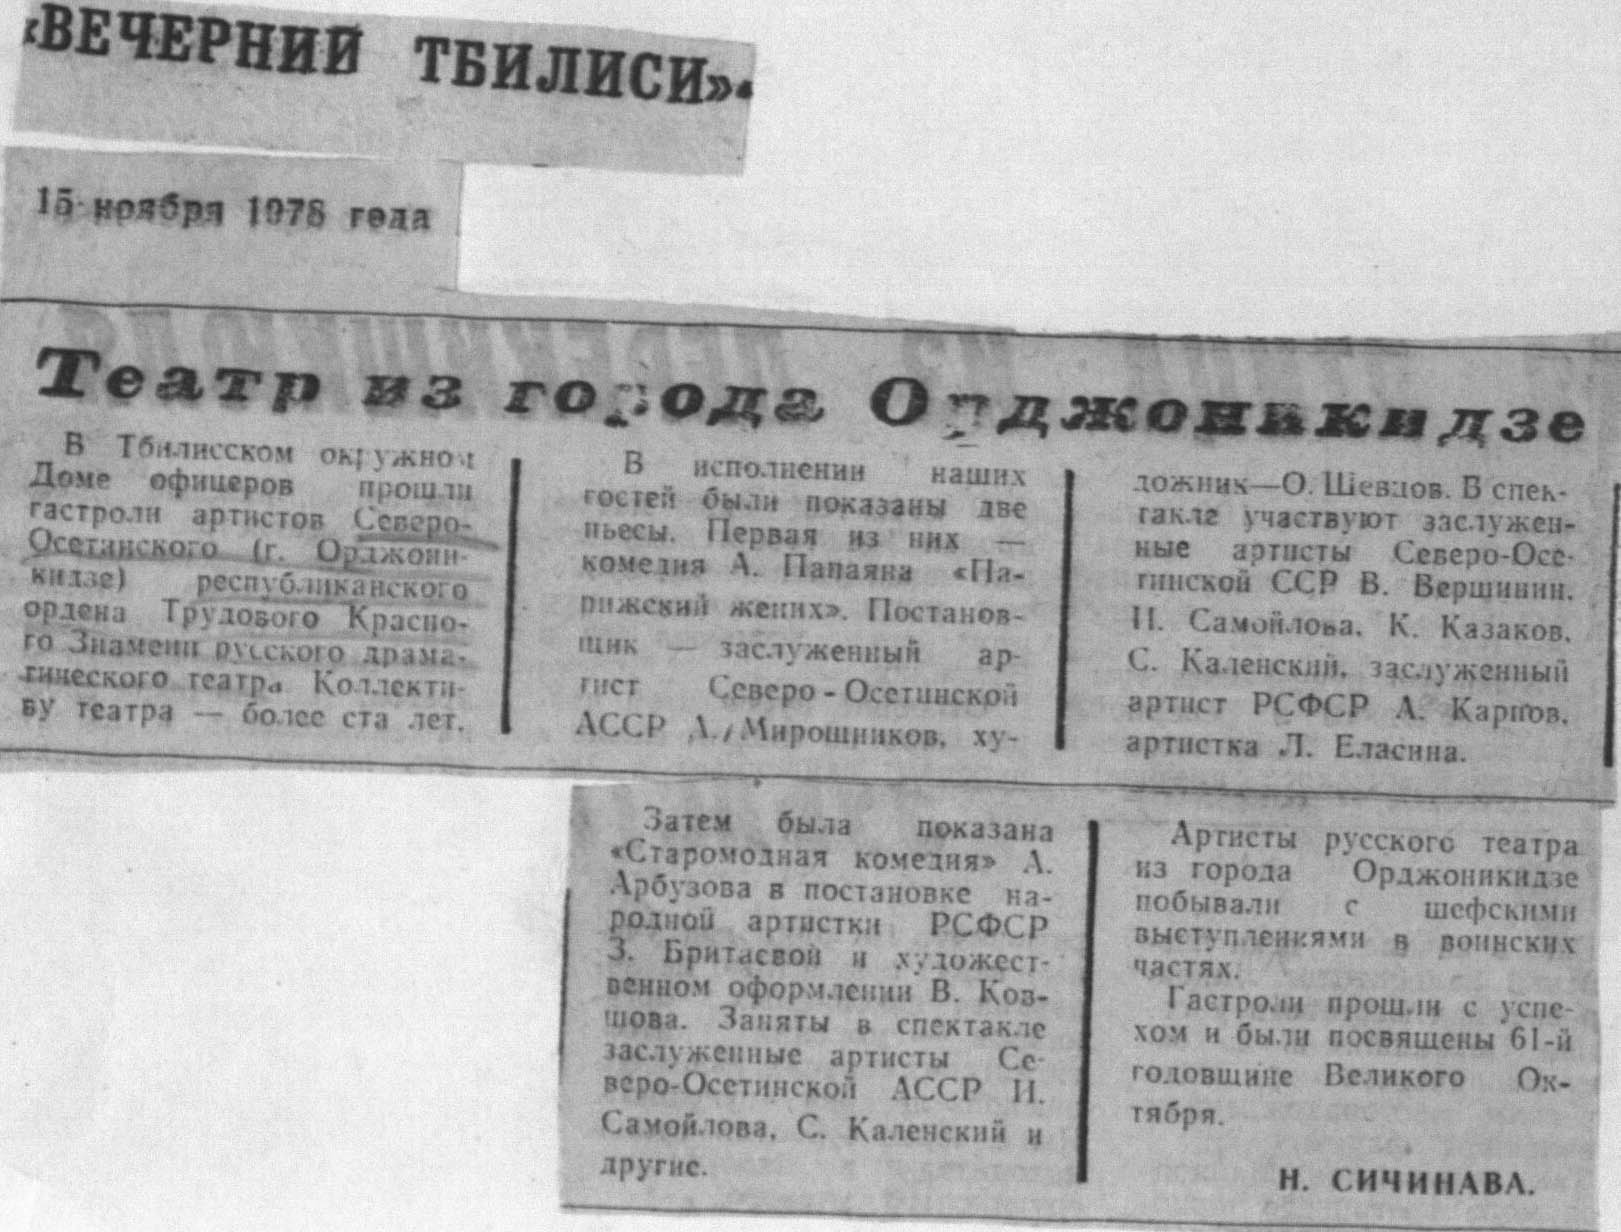 «ВЕЧЕРНИЙ ТБИЛИСИ».
15 ноября 1978 года
Театр из города Орджоникидзе
В Тбилисском окружном
Доме офицеров прошли
гастроли артистов Северо-
Осетинского (г. Орджони-
кидзе) республиканского
ордена Трудового Красно-
го Знамени русского драма-
тического театра. Коллекти-
ву театра — более ста лет.
В исполнении наших
гостей были показаны две
пьесы. Первая из них —
комедия А. Папаяна «Па-
рижский жених». Постанов-
щик — заслуженный ар-
тист Северо-Осетинской
АССР А. Мирошников, ху-
дожник—О. Шевцов. В спек-
такле участвуют заслужен-
ные артисты Северо-Осе-
тинской ССР В. Вершинин,
И. Самойлова, К. Казаков,
С. Каленский, заслуженный
артист РСФСР А. Карпов,
артистка Л. Еласина.
Затем была показана
«Старомодная комедия» А.
Арбузова в постановке на-
родной артистки РСФСР
З. Бритаевой и художест-
венном оформлении В. Ков-
шова. Заняты в спектакле
заслуженные артисты Се-
веро-Осетинской АССР И.
Самойлова, С. Каленский и
другие.
Артисты русского театра
из города Орджоникидзе
побывали с шефскими
выступлениями в воинских
частях.
Гастроли прошли с успе-
хом и были посвящены 61-й
годовщине Великого Ок-
тября.
Н. СИЧИНАВА.